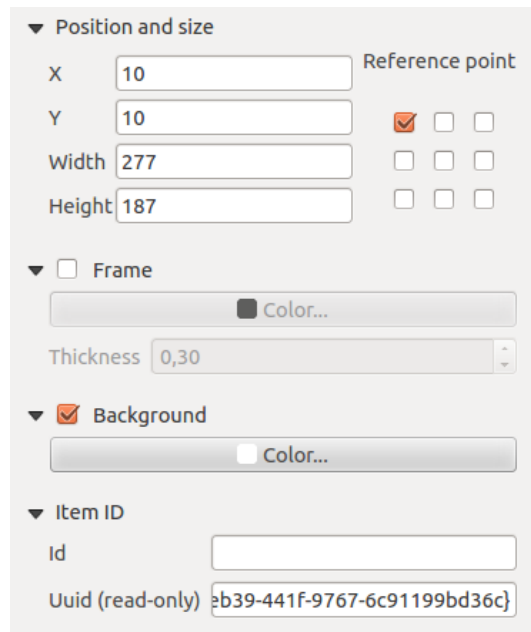 Position and size
Reference point
X 10
Y 10
Width 277
Height 187
Frame
Color...
Thickness 0,30
Background
Color...
Item ID
Id
Uuid (read-only) eb39-441f-9767-6c91199bd36c}